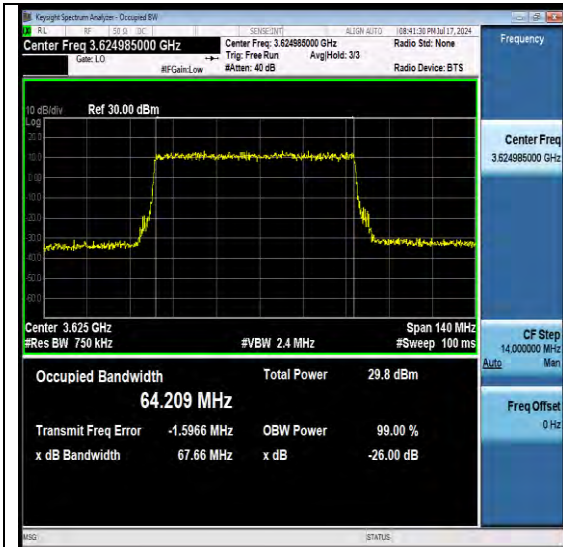 Keysight Spectrum Analyzer - Occupied BW
RL RF 50 Ω DC SENSE:INT ALIGN AUTO 08:41:30 PM Jul 17, 2024
Center Freq 3.624985000 GHz Center Freq: 3.624985000 GHz Radio Std: None Frequency
Gate: LO Trig: Free Run Avg|Hold: 3/3
#IFGain:Low #Atten: 40 dB Radio Device: BTS
10 dB/div Ref 30.00 dBm
Log
20.0
10.0
0.00
-10.0
-20.0
-30.0
-40.0
-50.0
-60.0
Center Freq
3.624985000 GHz
Center 3.625 GHz Span 140 MHz
#Res BW 750 kHz #VBW 2.4 MHz #Sweep 100 ms
CF Step
14.000000 MHz
Auto Man
Occupied Bandwidth Total Power 29.8 dBm
64.209 MHz
Transmit Freq Error -1.5966 MHz OBW Power 99.00 %
x dB Bandwidth 67.66 MHz x dB -26.00 dB
Freq Offset
0 Hz
MSG STATUS